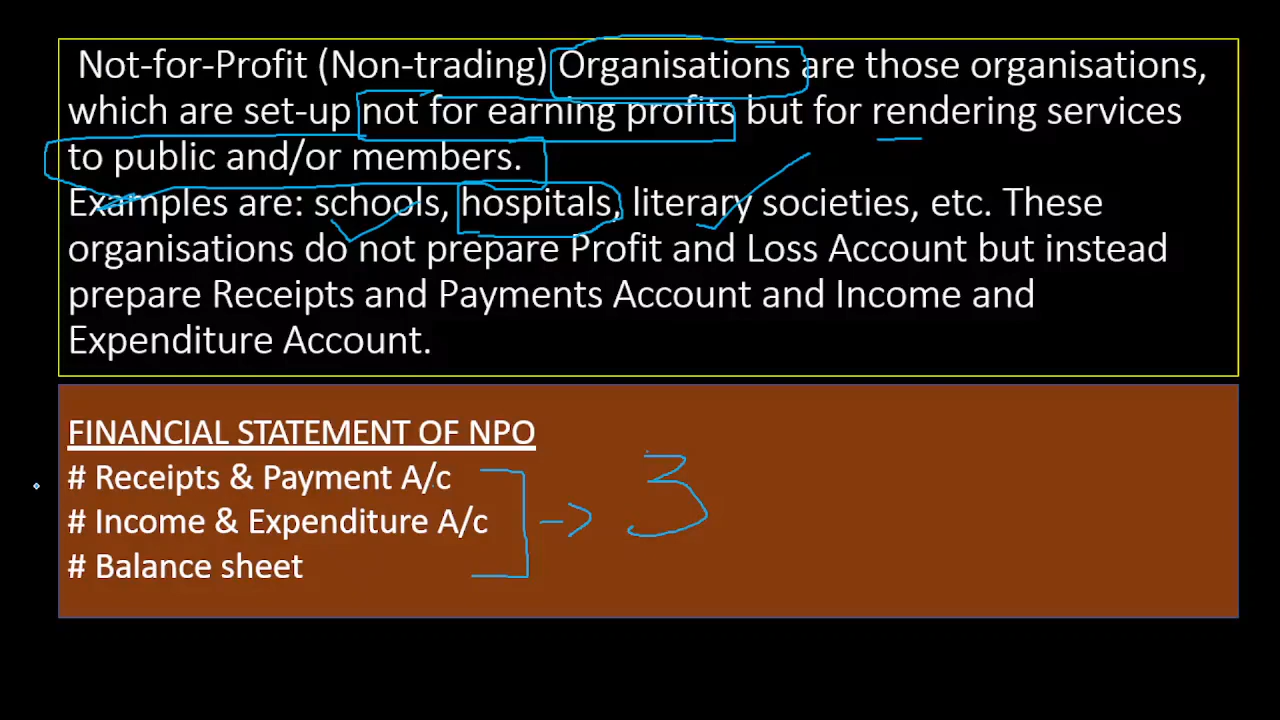 Not-for-Profit (Non-trading) Organisations are those organisations,
which are set-up not for earning profits but for rendering services
to public and/or members.
Examples are: schools, hospitals, literary societies, etc. These
organisations do not prepare Profit and Loss Account but instead
prepare Receipts and Payments Account and Income and
Expenditure Account.
FINANCIAL STATEMENT OF NPO
# Receipts & Payment A/c
# Income & Expenditure A/c -> 3
# Balance sheet